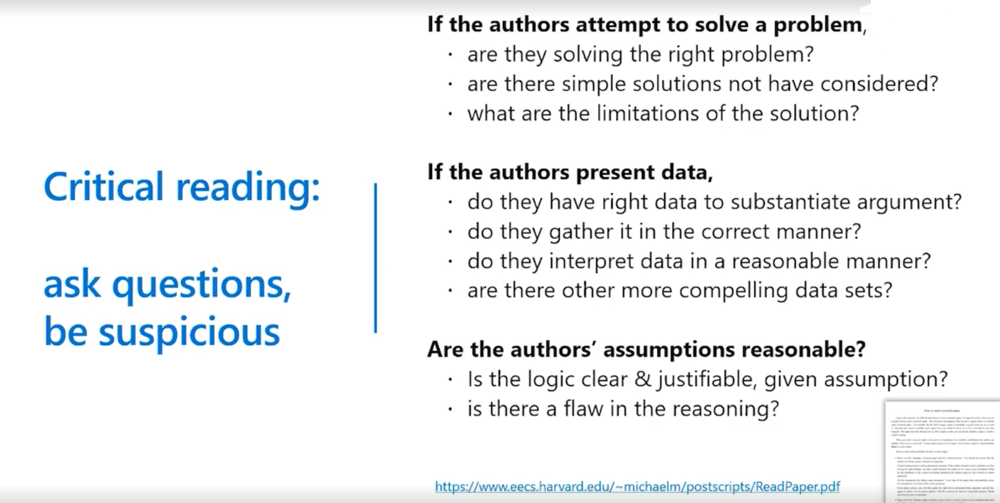 Critical reading:
ask questions,
be suspicious
If the authors attempt to solve a problem,
· are they solving the right problem?
· are there simple solutions not have considered?
· what are the limitations of the solution?
If the authors present data,
· do they have right data to substantiate argument?
· do they gather it in the correct manner?
· do they interpret data in a reasonable manner?
· are there other more compelling data sets?
Are the authors’ assumptions reasonable?
· Is the logic clear & justifiable, given assumption?
· is there a flaw in the reasoning?
https://www.eecs.harvard.edu/~michaelm/postscripts/ReadPaper.pdf
How to read a research paper